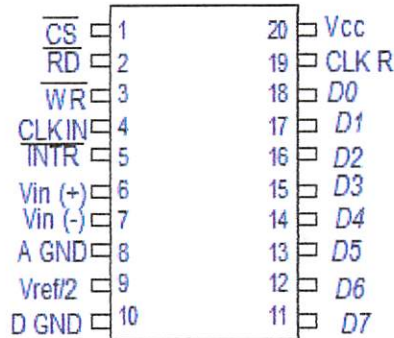 CS 1 20 Vcc
RD 2 19 CLK R
WR 3 18 D0
CLKIN 4 17 D1
INTR 5 16 D2
Vin (+) 6 15 D3
Vin (-) 7 14 D4
A GND 8 13 D5
Vref/2 9 12 D6
D GND 10 11 D7